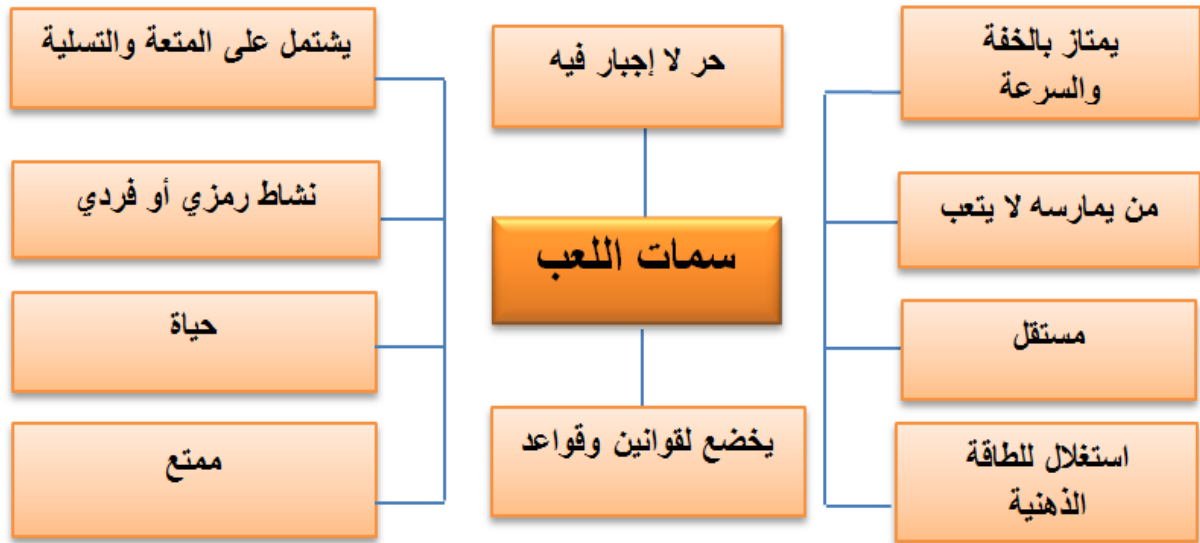 يمتاز بالخفة
والسرعة
من يمارسه لا يتعب
مستقل
استغلال للطاقة
الذهنية
حر لا إجبار فيه
سمات اللعب
يخضع لقوانين وقواعد
يشتمل على المتعة والتسلية
نشاط رمزي أو فردي
حياة
ممتع